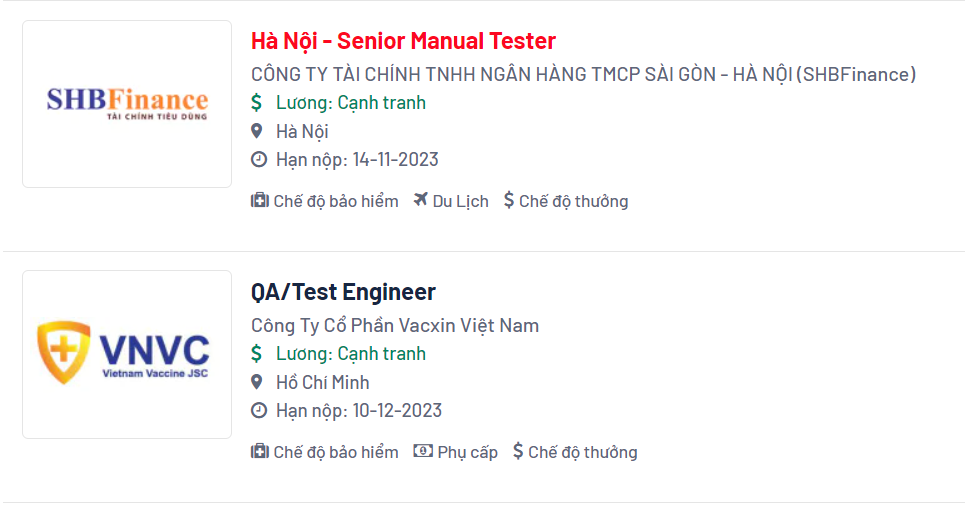 SHBFinance
TÀI CHÍNH TIÊU DÙNG
Hà Nội - Senior Manual Tester
CÔNG TY TÀI CHÍNH TNHH NGÂN HÀNG TMCP SÀI GÒN - HÀ NỘI (SHBFinance)
$ Lương: Cạnh tranh
Hà Nội
Hạn nộp: 14-11-2023
Chế độ bảo hiểm Du Lịch $ Chế độ thưởng
VNVC
Vietnam Vaccine JSC
QA/Test Engineer
Công Ty Cổ Phần Vacxin Việt Nam
$ Lương: Cạnh tranh
Hồ Chí Minh
Hạn nộp: 10-12-2023
Chế độ bảo hiểm Phụ cấp $ Chế độ thưởng